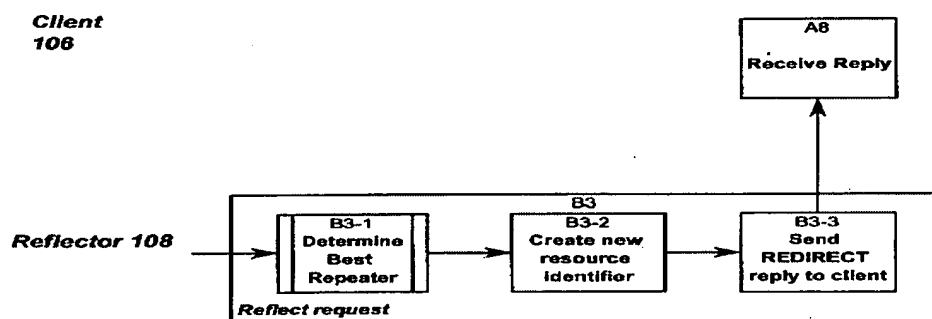 Client
106
A8
Receive Reply
B3
Reflector 108
B3-1
Determine
Best
Repeater
B3-2
Create new
resource
identifier
B3-3
Send
REDIRECT
reply to client
Reflect request